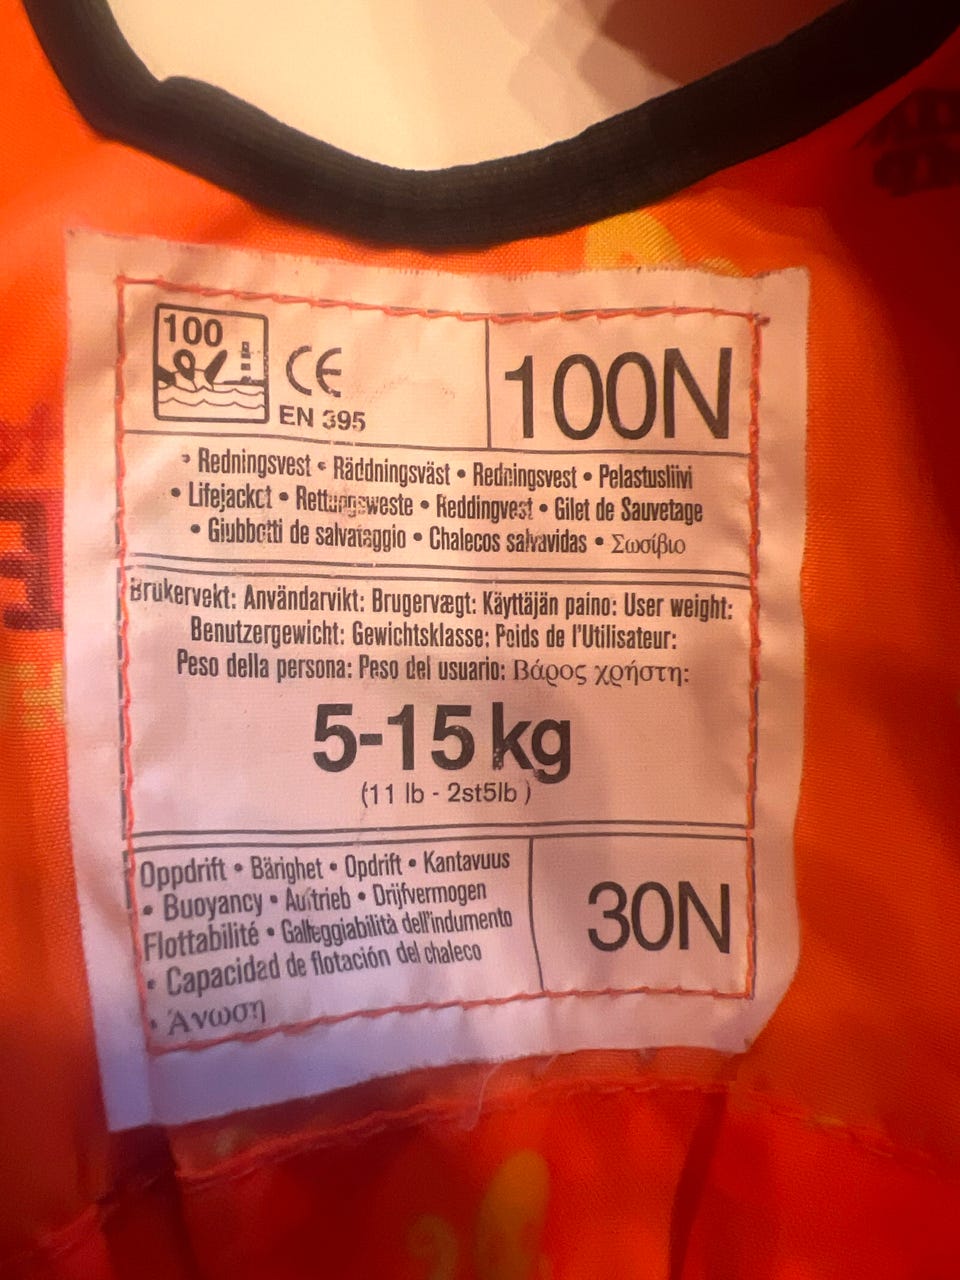 100
CE
EN 395
100N
• Redningsvest • Räddningsväst • Redningsvest • Pelastusliivi
• Lifejacket • Rettungsweste • Reddingvest • Gilet de Sauvetage
• Giubbotti de salvataggio • Chalecos salvavidas • Σωσίβιο
Brukervekt: Användarvikt: Brugervægt: Käyttäjän paino: User weight:
Benutzergewicht: Gewichtsklasse: Poids de l'Utilisateur:
Peso della persona: Peso del usuario: Βάρος χρήστη:
5-15 kg
(11 lb - 2st5lb )
Oppdrift • Bärighet • Opdrift • Kantavuus
• Buoyancy • Auftrieb • Drijfvermogen
Flottabilité • Galleggiabilità dell'indumento
• Capacidad de flotación del chaleco
• Άνωση
30N